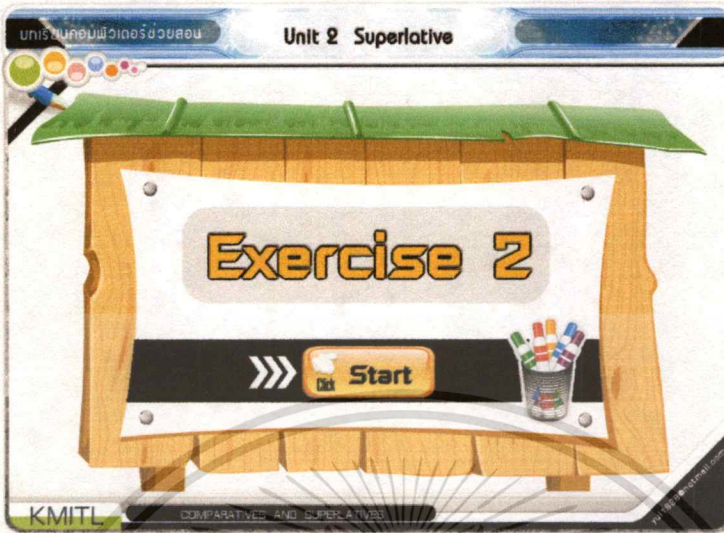 บทเรียนคอมพิวเตอร์ช่วยสอน
Unit 2 Superlative
Exercise 2
Click Start
KMITL
COMPARATIVES AND SUPERLATIVES